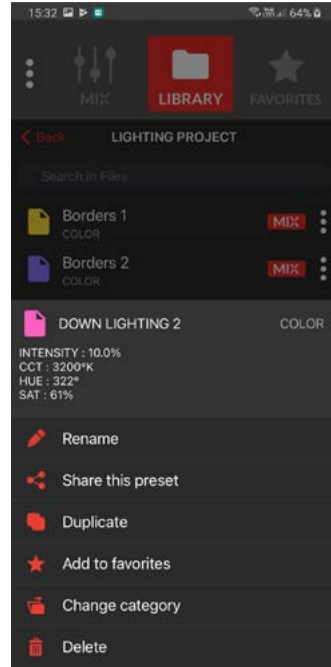 15:32 64%
MIX LIBRARY FAVORITES
Back LIGHTING PROJECT
Search in Files
Borders 1 MIX
COLOR
Borders 2 MIX
COLOR
DOWN LIGHTING 2 COLOR
INTENSITY : 10.0%
CCT : 3200°K
HUE : 322°
SAT : 61%
Rename
Share this preset
Duplicate
Add to favorites
Change category
Delete